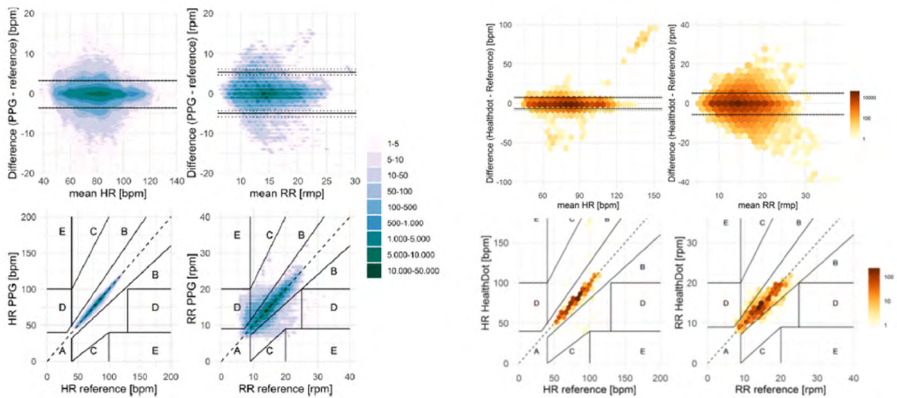 Difference (PPG - reference) [bpm]
20
10
0
-10
-20
40 60 80 100 120 140
mean HR [bpm]
Difference (PPG - reference) [rpm]
20
10
0
-10
-20
10 15 20 25 30
mean RR [rmp]
1-5
5-10
10-50
50-100
100-500
500-1.000
1.000-5.000
5.000-10.000
10.000-50.000
HR PPG [bpm]
200
150
100
50
0
E C B
D B
D
A C E
0 50 100 150 200
HR reference [bpm]
RR PPG [rpm]
40
30
20
10
0
E C B
D B
D
A C E
0 10 20 30 40
RR reference [rpm]
Difference (Healthdot - Reference) [bpm]
100
50
0
-50
-100
60 90 120 150
mean HR [bpm]
Difference (Healthdot - Reference) [rpm]
40
20
0
-20
-40
10 20 30
mean RR [rpm]
10000
100
1
HR HealthDot [bpm]
150
100
50
0
E C B
D B
D
A C E
0 50 100 150 200
HR reference [bpm]
RR HealthDot [rpm]
30
20
10
0
E C B
D B
D
A C E
0 10 20 30 40
RR reference [rpm]
100
10
1